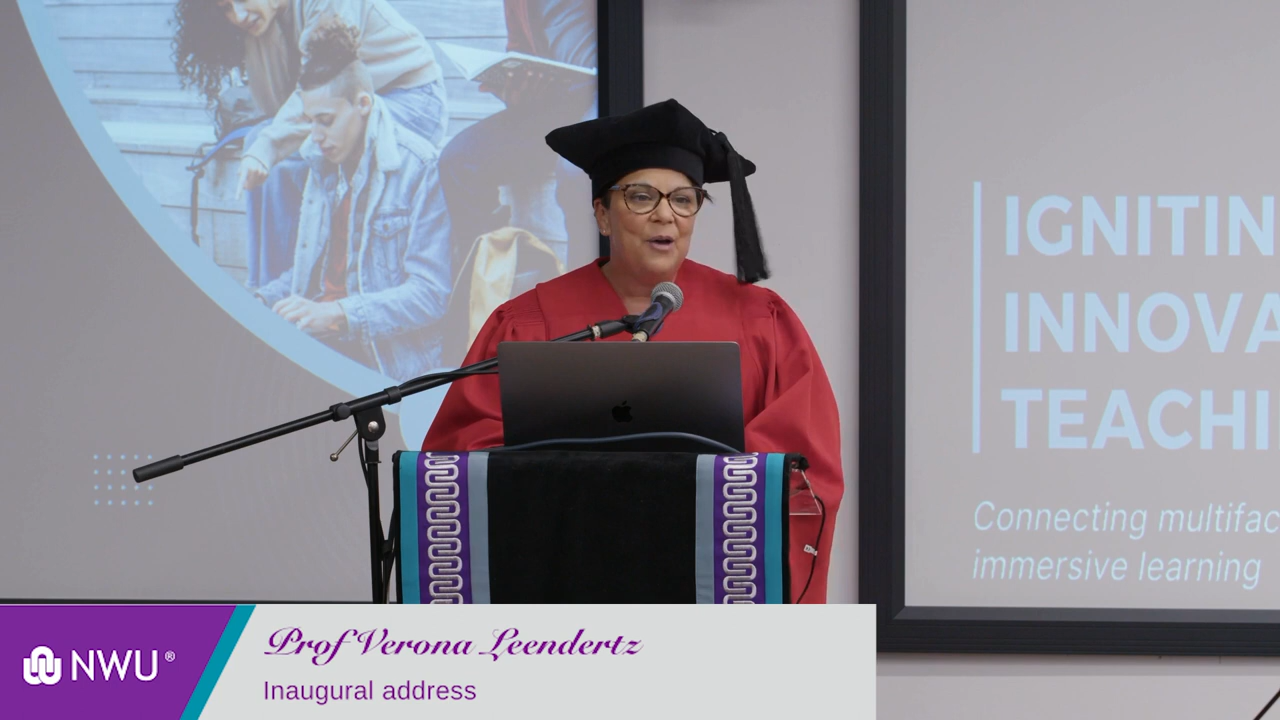 IGNITIN
INNOVA
TEACHI
Connecting multifac
immersive learning
NWU®
Prof Verona Leendertz
Inaugural address